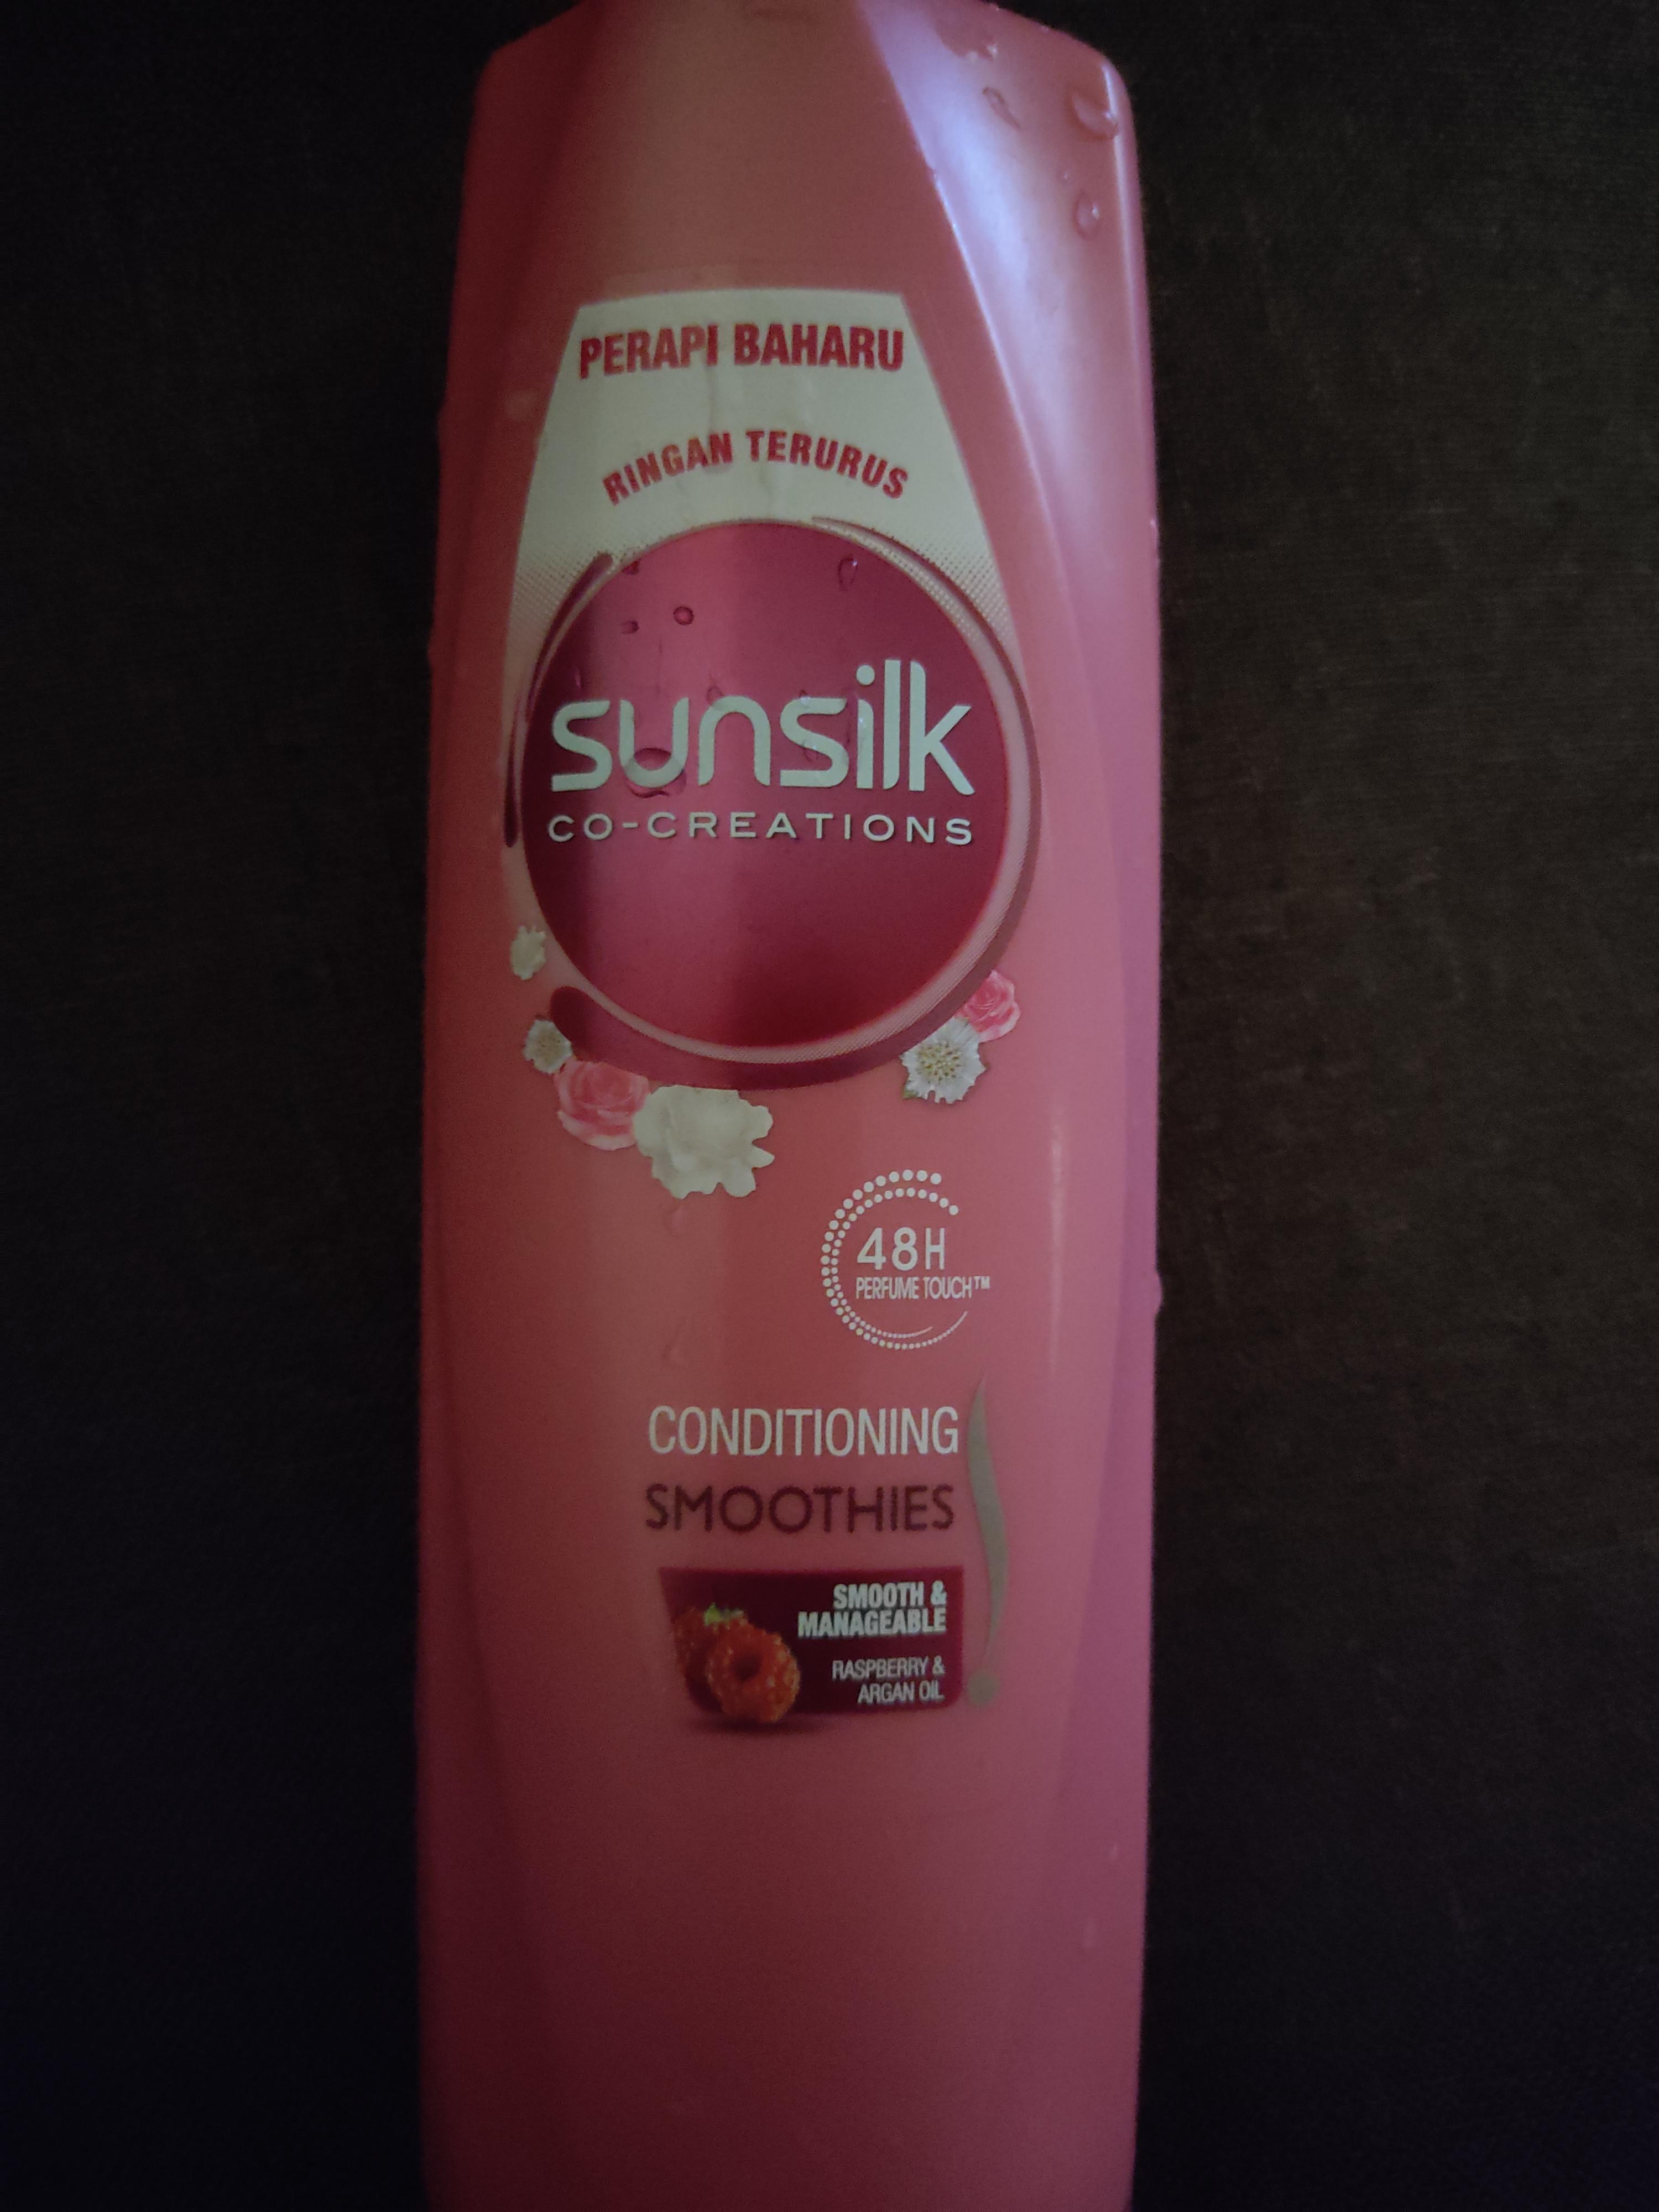 PERAPI BAHARU
RINGAN TERURUS
sunsilk
CO-CREATIONS
48H
PERFUME TOUCH™
CONDITIONING
SMOOTHIES
SMOOTH &
MANAGEABLE
RASPBERRY &
ARGAN OIL